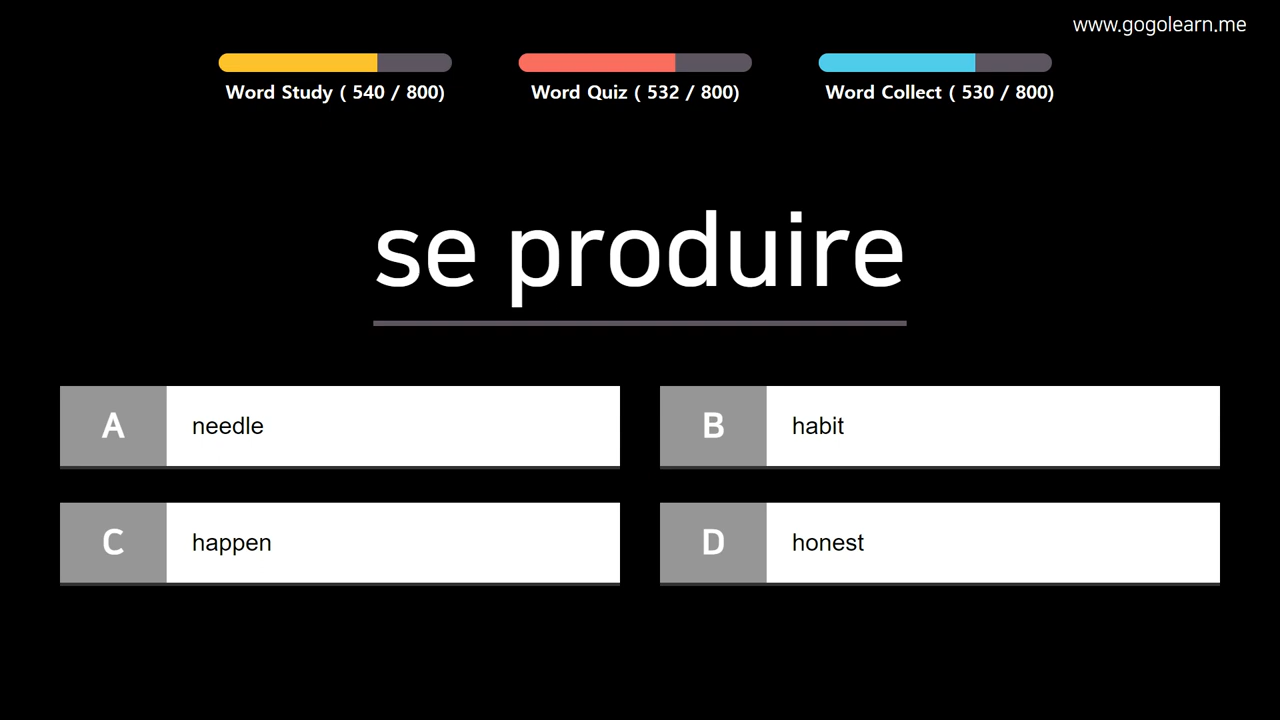 www.gogolearn.me
Word Study ( 540 / 800)
Word Quiz ( 532 / 800)
Word Collect ( 530 / 800)
se produire
A needle
B habit
C happen
D honest